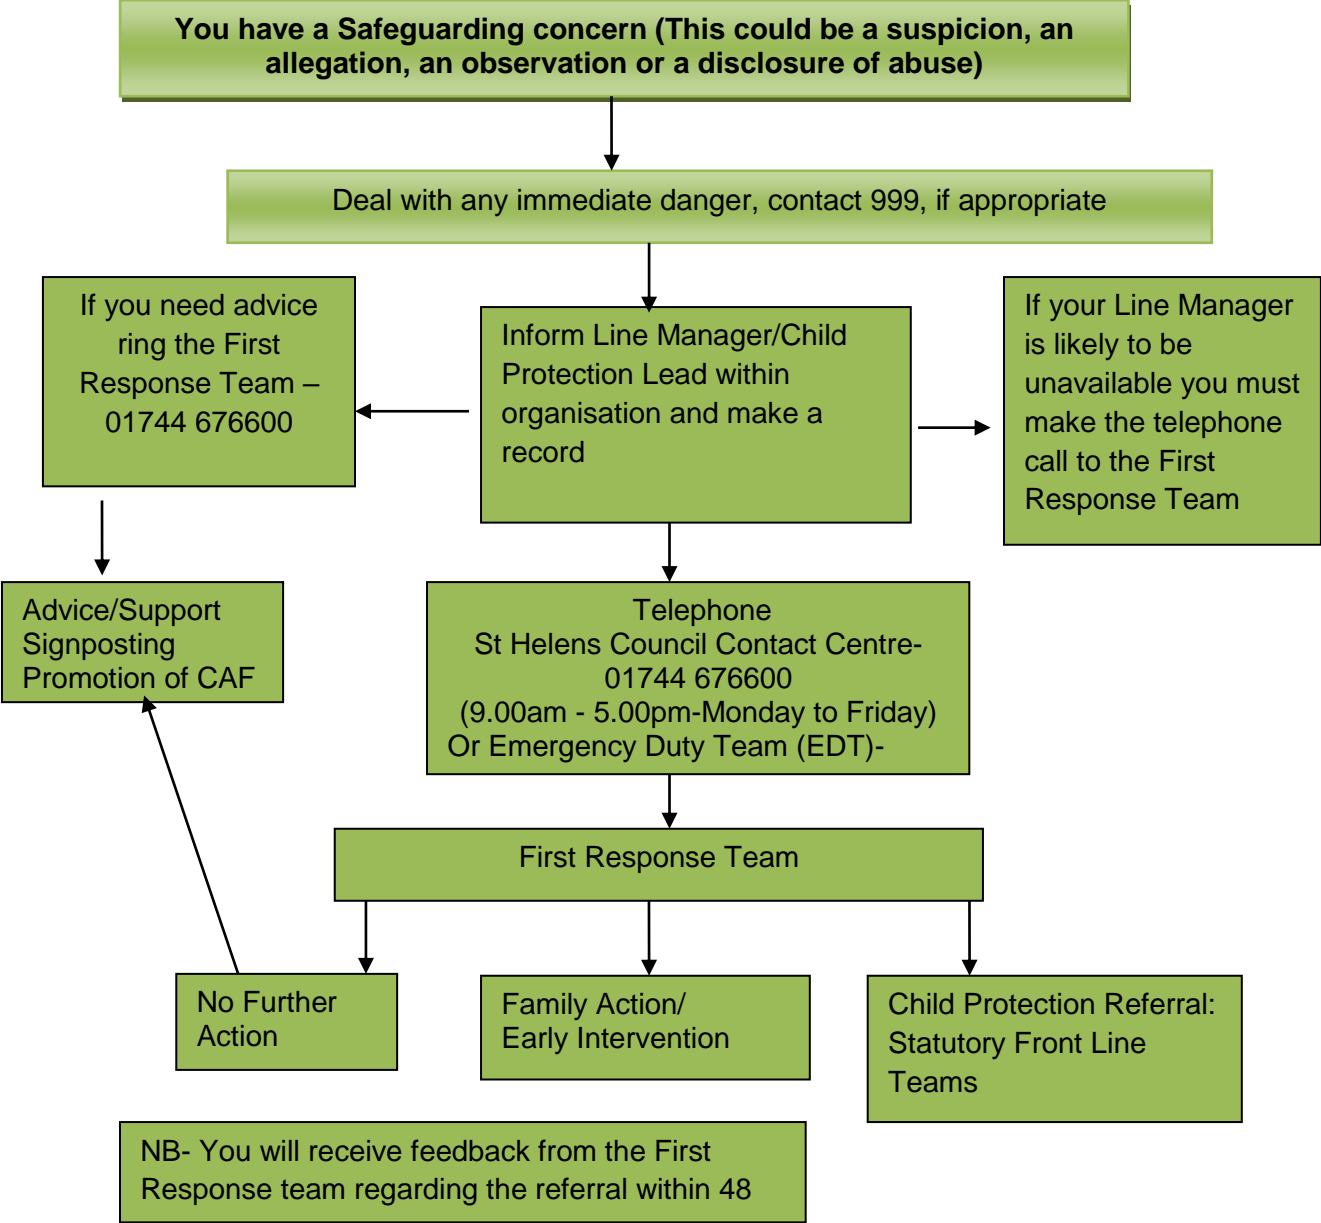 You have a Safeguarding concern (This could be a suspicion, an
allegation, an observation or a disclosure of abuse)
Deal with any immediate danger, contact 999, if appropriate
If you need advice
ring the First
Response Team –
01744 676600
Inform Line Manager/Child
Protection Lead within
organisation and make a
record
If your Line Manager
is likely to be
unavailable you must
make the telephone
call to the First
Response Team
Advice/Support
Signposting
Promotion of CAF
Telephone
St Helens Council Contact Centre-
01744 676600
(9.00am - 5.00pm-Monday to Friday)
Or Emergency Duty Team (EDT)-
First Response Team
No Further
Action
Family Action/
Early Intervention
Child Protection Referral:
Statutory Front Line
Teams
NB- You will receive feedback from the First
Response team regarding the referral within 48